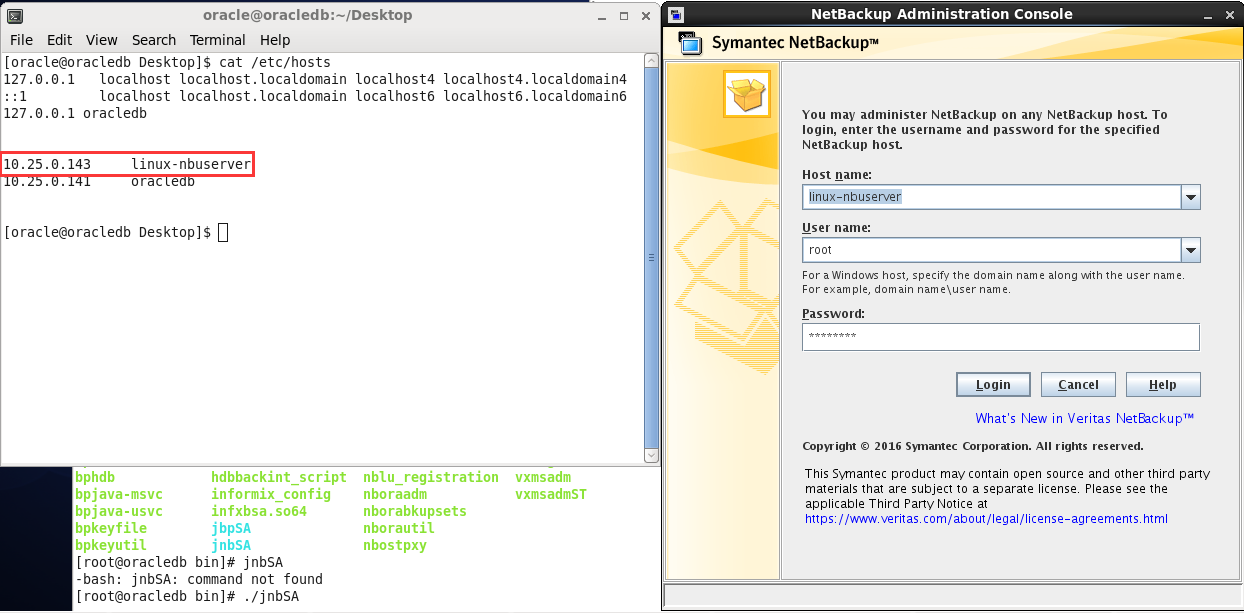 oracle@oracledb:~/Desktop
File Edit View Search Terminal Help
[oracle@oracledb Desktop]$ cat /etc/hosts
127.0.0.1   localhost localhost.localdomain localhost4 localhost4.localdomain4
::1         localhost localhost.localdomain localhost6 localhost6.localdomain6
127.0.0.1 oracledb
10.25.0.143     linux-nbuserver
10.25.0.141     oracledb
[oracle@oracledb Desktop]$
bphdb hdbbackint_script nblu_registration vxmsadm
bpjava-msvc informix_config nboraadm vxmsadmST
bpjava-usvc infxbsa.so64 nborabkupsets
bpkeyfile jbpSA nborautil
bpkeyutil jnbSA nbostpxy
[root@oracledb bin]# jnbSA
-bash: jnbSA: command not found
[root@oracledb bin]# ./jnbSA
NetBackup Administration Console
Symantec NetBackup™
You may administer NetBackup on any NetBackup host. To
login, enter the username and password for the specified
NetBackup host.
Host name:
linux-nbuserver
User name:
root
For a Windows host, specify the domain name along with the user name.
For example, domain name\user name.
Password:
********
Login Cancel Help
What's New in Veritas NetBackup™
Copyright © 2016 Symantec Corporation. All rights reserved.
This Symantec product may contain open source and other third party
materials that are subject to a separate license. Please see the
applicable Third Party Notice at
https://www.veritas.com/about/legal/license-agreements.html